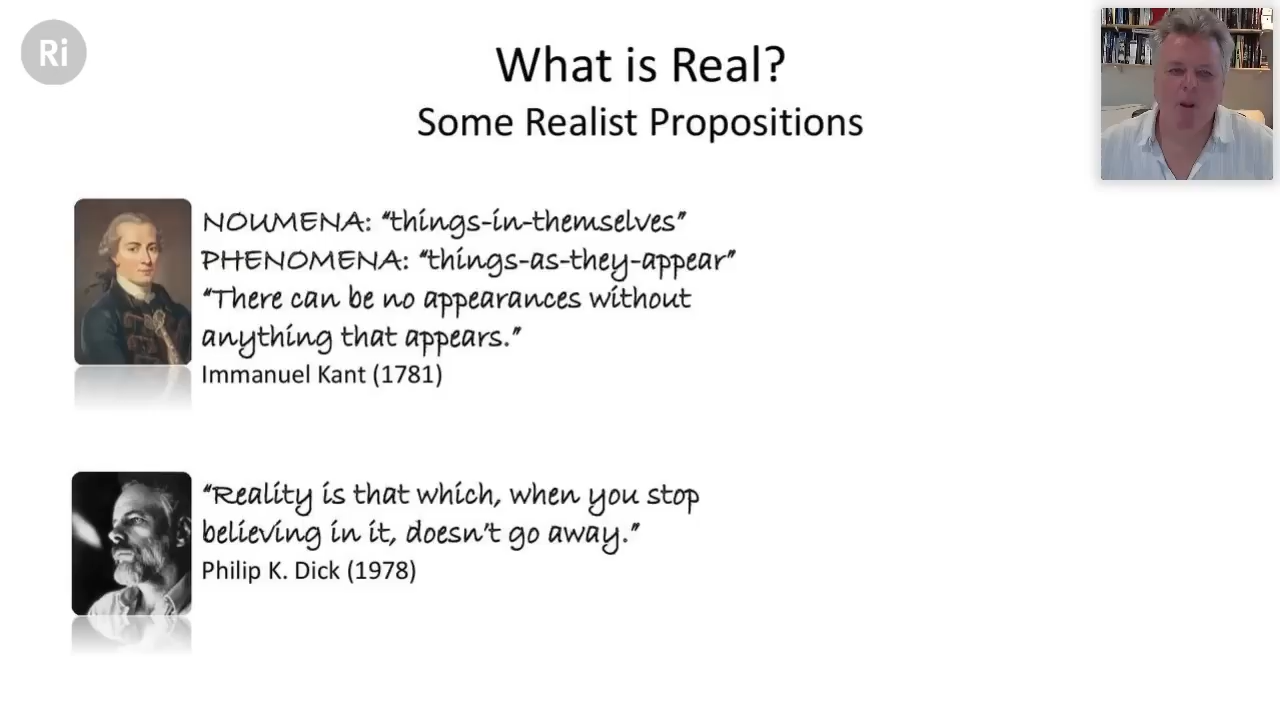 Ri
What is Real?
Some Realist Propositions
NOUMENA: “things-in-themselves”
PHENOMENA: “things-as-they-appear”
“There can be no appearances without
anything that appears.”
Immanuel Kant (1781)
“Reality is that which, when you stop
believing in it, doesn’t go away.”
Philip K. Dick (1978)